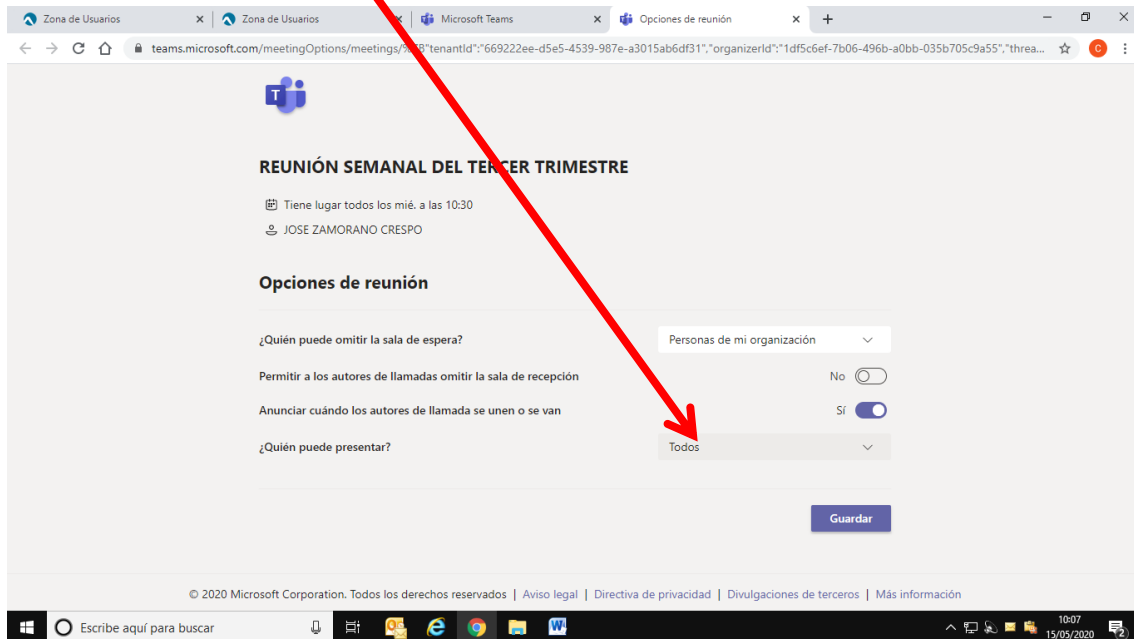 Zona de Usuarios
Zona de Usuarios
Microsoft Teams
Opciones de reunión
teams.microsoft.com/meetingOptions/meetings/%7B"tenantId":"669222ee-d5e5-4539-987e-a3015ab6df31","organizerId":"1df5c6ef-7b06-496b-a0bb-035b705c9a55","threa...
C
T
REUNIÓN SEMANAL DEL TERCER TRIMESTRE
Tiene lugar todos los mié. a las 10:30
JOSE ZAMORANO CRESPO
Opciones de reunión
¿Quién puede omitir la sala de espera?
Personas de mi organización
Permitir a los autores de llamadas omitir la sala de recepción
No
Anunciar cuándo los autores de llamada se unen o se van
Sí
¿Quién puede presentar?
Todos
Guardar
© 2020 Microsoft Corporation. Todos los derechos reservados | Aviso legal | Directiva de privacidad | Divulgaciones de terceros | Más información
Escribe aquí para buscar
10:07
15/05/2020
2